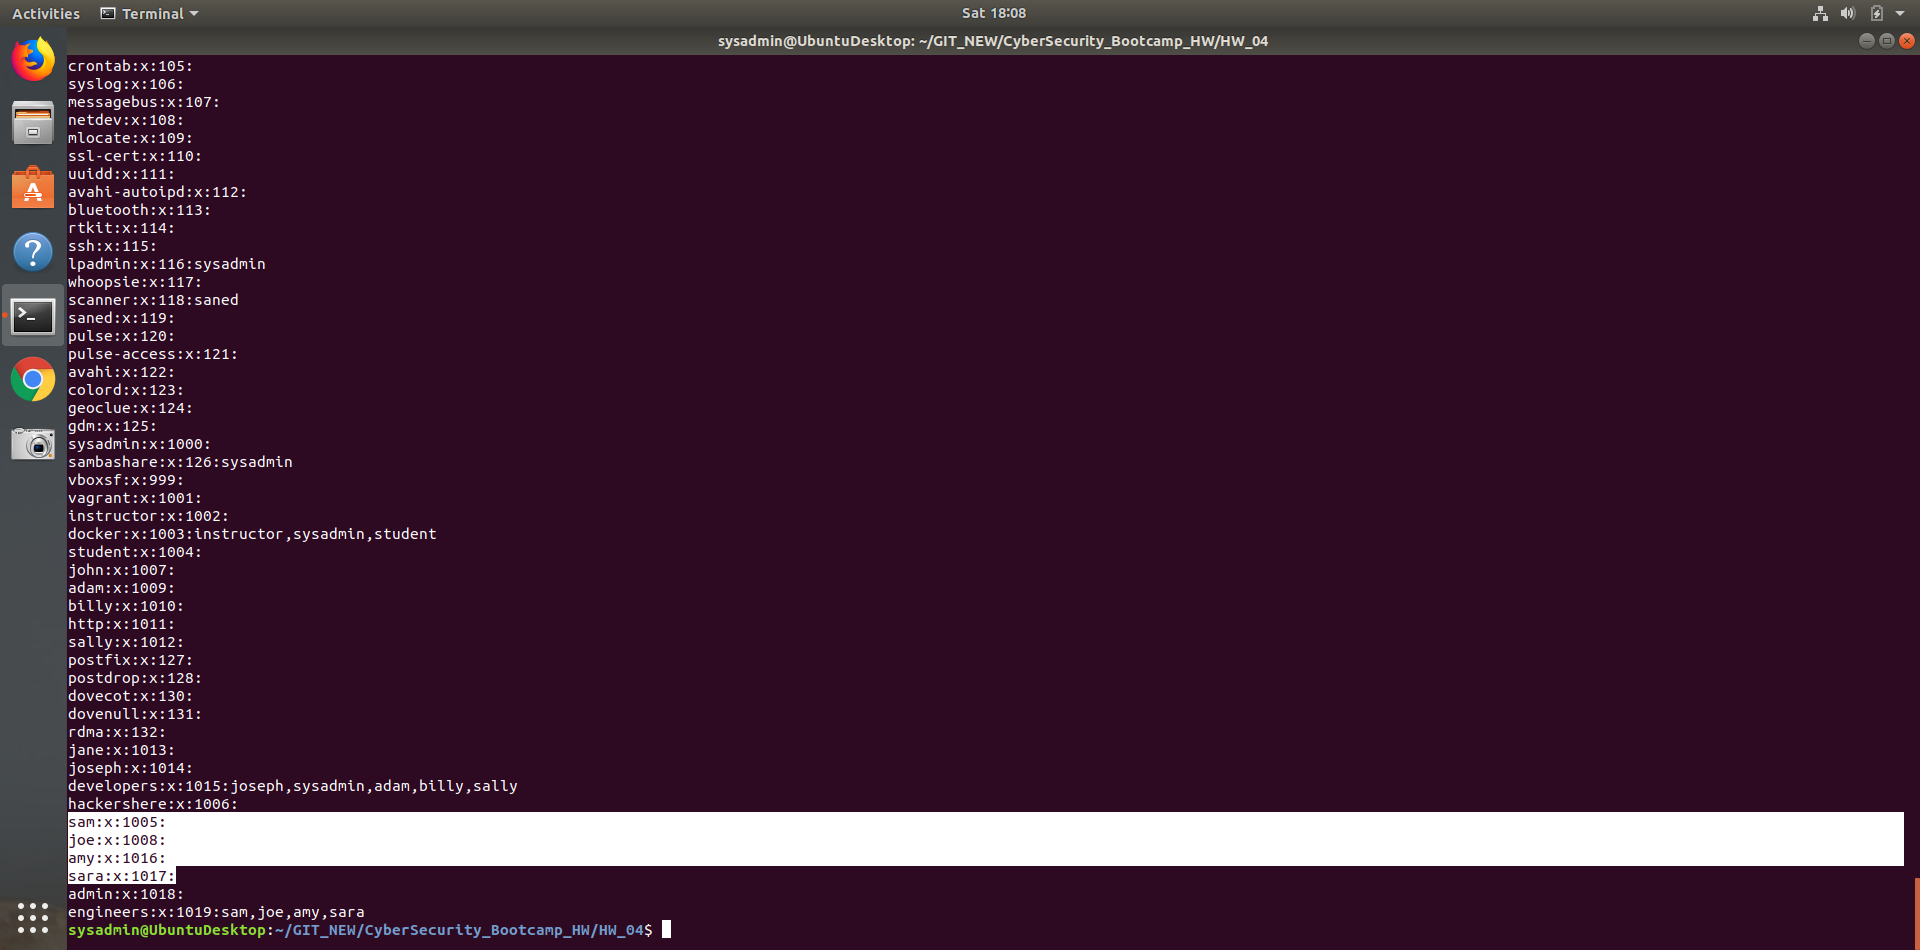 Activities Terminal Sat 18:08
sysadmin@UbuntuDesktop: ~/GIT_NEW/CyberSecurity_Bootcamp_HW/HW_04
crontab:x:105:
syslog:x:106:
messagebus:x:107:
netdev:x:108:
mlocate:x:109:
ssl-cert:x:110:
uuidd:x:111:
avahi-autoipd:x:112:
bluetooth:x:113:
rtkit:x:114:
ssh:x:115:
lpadmin:x:116:sysadmin
whoopsie:x:117:
scanner:x:118:saned
saned:x:119:
pulse:x:120:
pulse-access:x:121:
avahi:x:122:
colord:x:123:
geoclue:x:124:
gdm:x:125:
sysadmin:x:1000:
sambashare:x:126:sysadmin
vboxsf:x:999:
vagrant:x:1001:
instructor:x:1002:
docker:x:1003:instructor,sysadmin,student
student:x:1004:
john:x:1007:
adam:x:1009:
billy:x:1010:
http:x:1011:
sally:x:1012:
postfix:x:127:
postdrop:x:128:
dovecot:x:130:
dovenull:x:131:
rdma:x:132:
jane:x:1013:
joseph:x:1014:
developers:x:1015:joseph,sysadmin,adam,billy,sally
hackershere:x:1006:
sam:x:1005:
joe:x:1008:
amy:x:1016:
sara:x:1017:
admin:x:1018:
engineers:x:1019:sam,joe,amy,sara
sysadmin@UbuntuDesktop:~/GIT_NEW/CyberSecurity_Bootcamp_HW/HW_04$